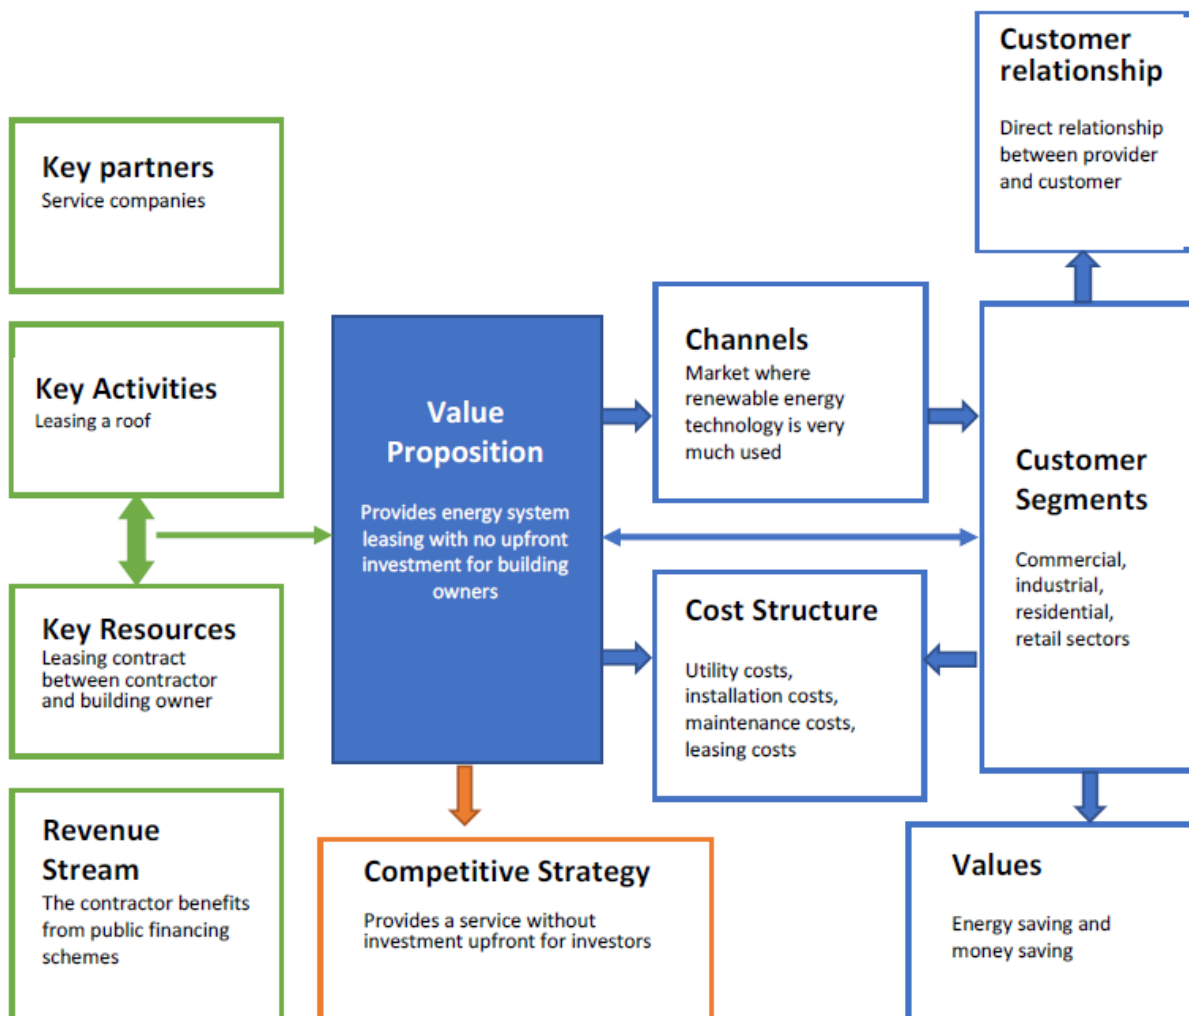 Key partners
Service companies
Key Activities
Leasing a roof
Key Resources
Leasing contract
between contractor
and building owner
Revenue
Stream
The contractor benefits
from public financing
schemes
Value
Proposition
Provides energy system
leasing with no upfront
investment for building
owners
Competitive Strategy
Provides a service without
investment upfront for investors
Channels
Market where
renewable energy
technology is very
much used
Cost Structure
Utility costs,
installation costs,
maintenance costs,
leasing costs
Customer
relationship
Direct relationship
between provider
and customer
Customer
Segments
Commercial,
industrial,
residential,
retail sectors
Values
Energy saving and
money saving